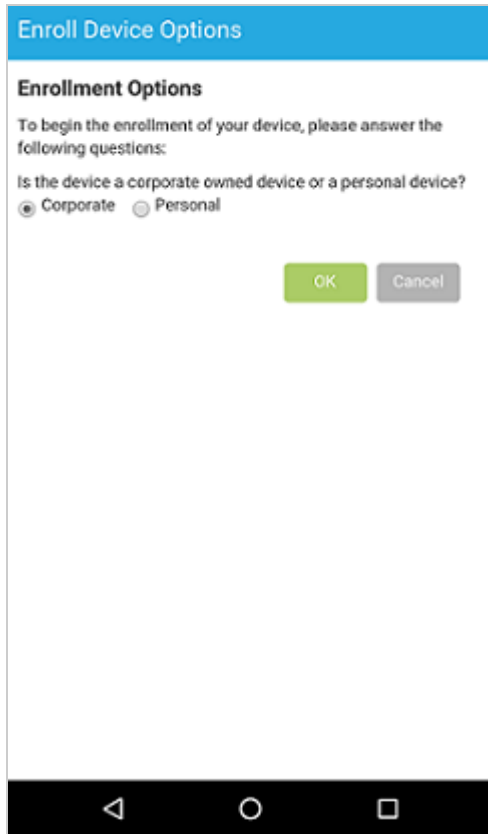 Enroll Device Options
Enrollment Options
To begin the enrollment of your device, please answer the
following questions:
Is the device a corporate owned device or a personal device?
Corporate Personal
OK Cancel